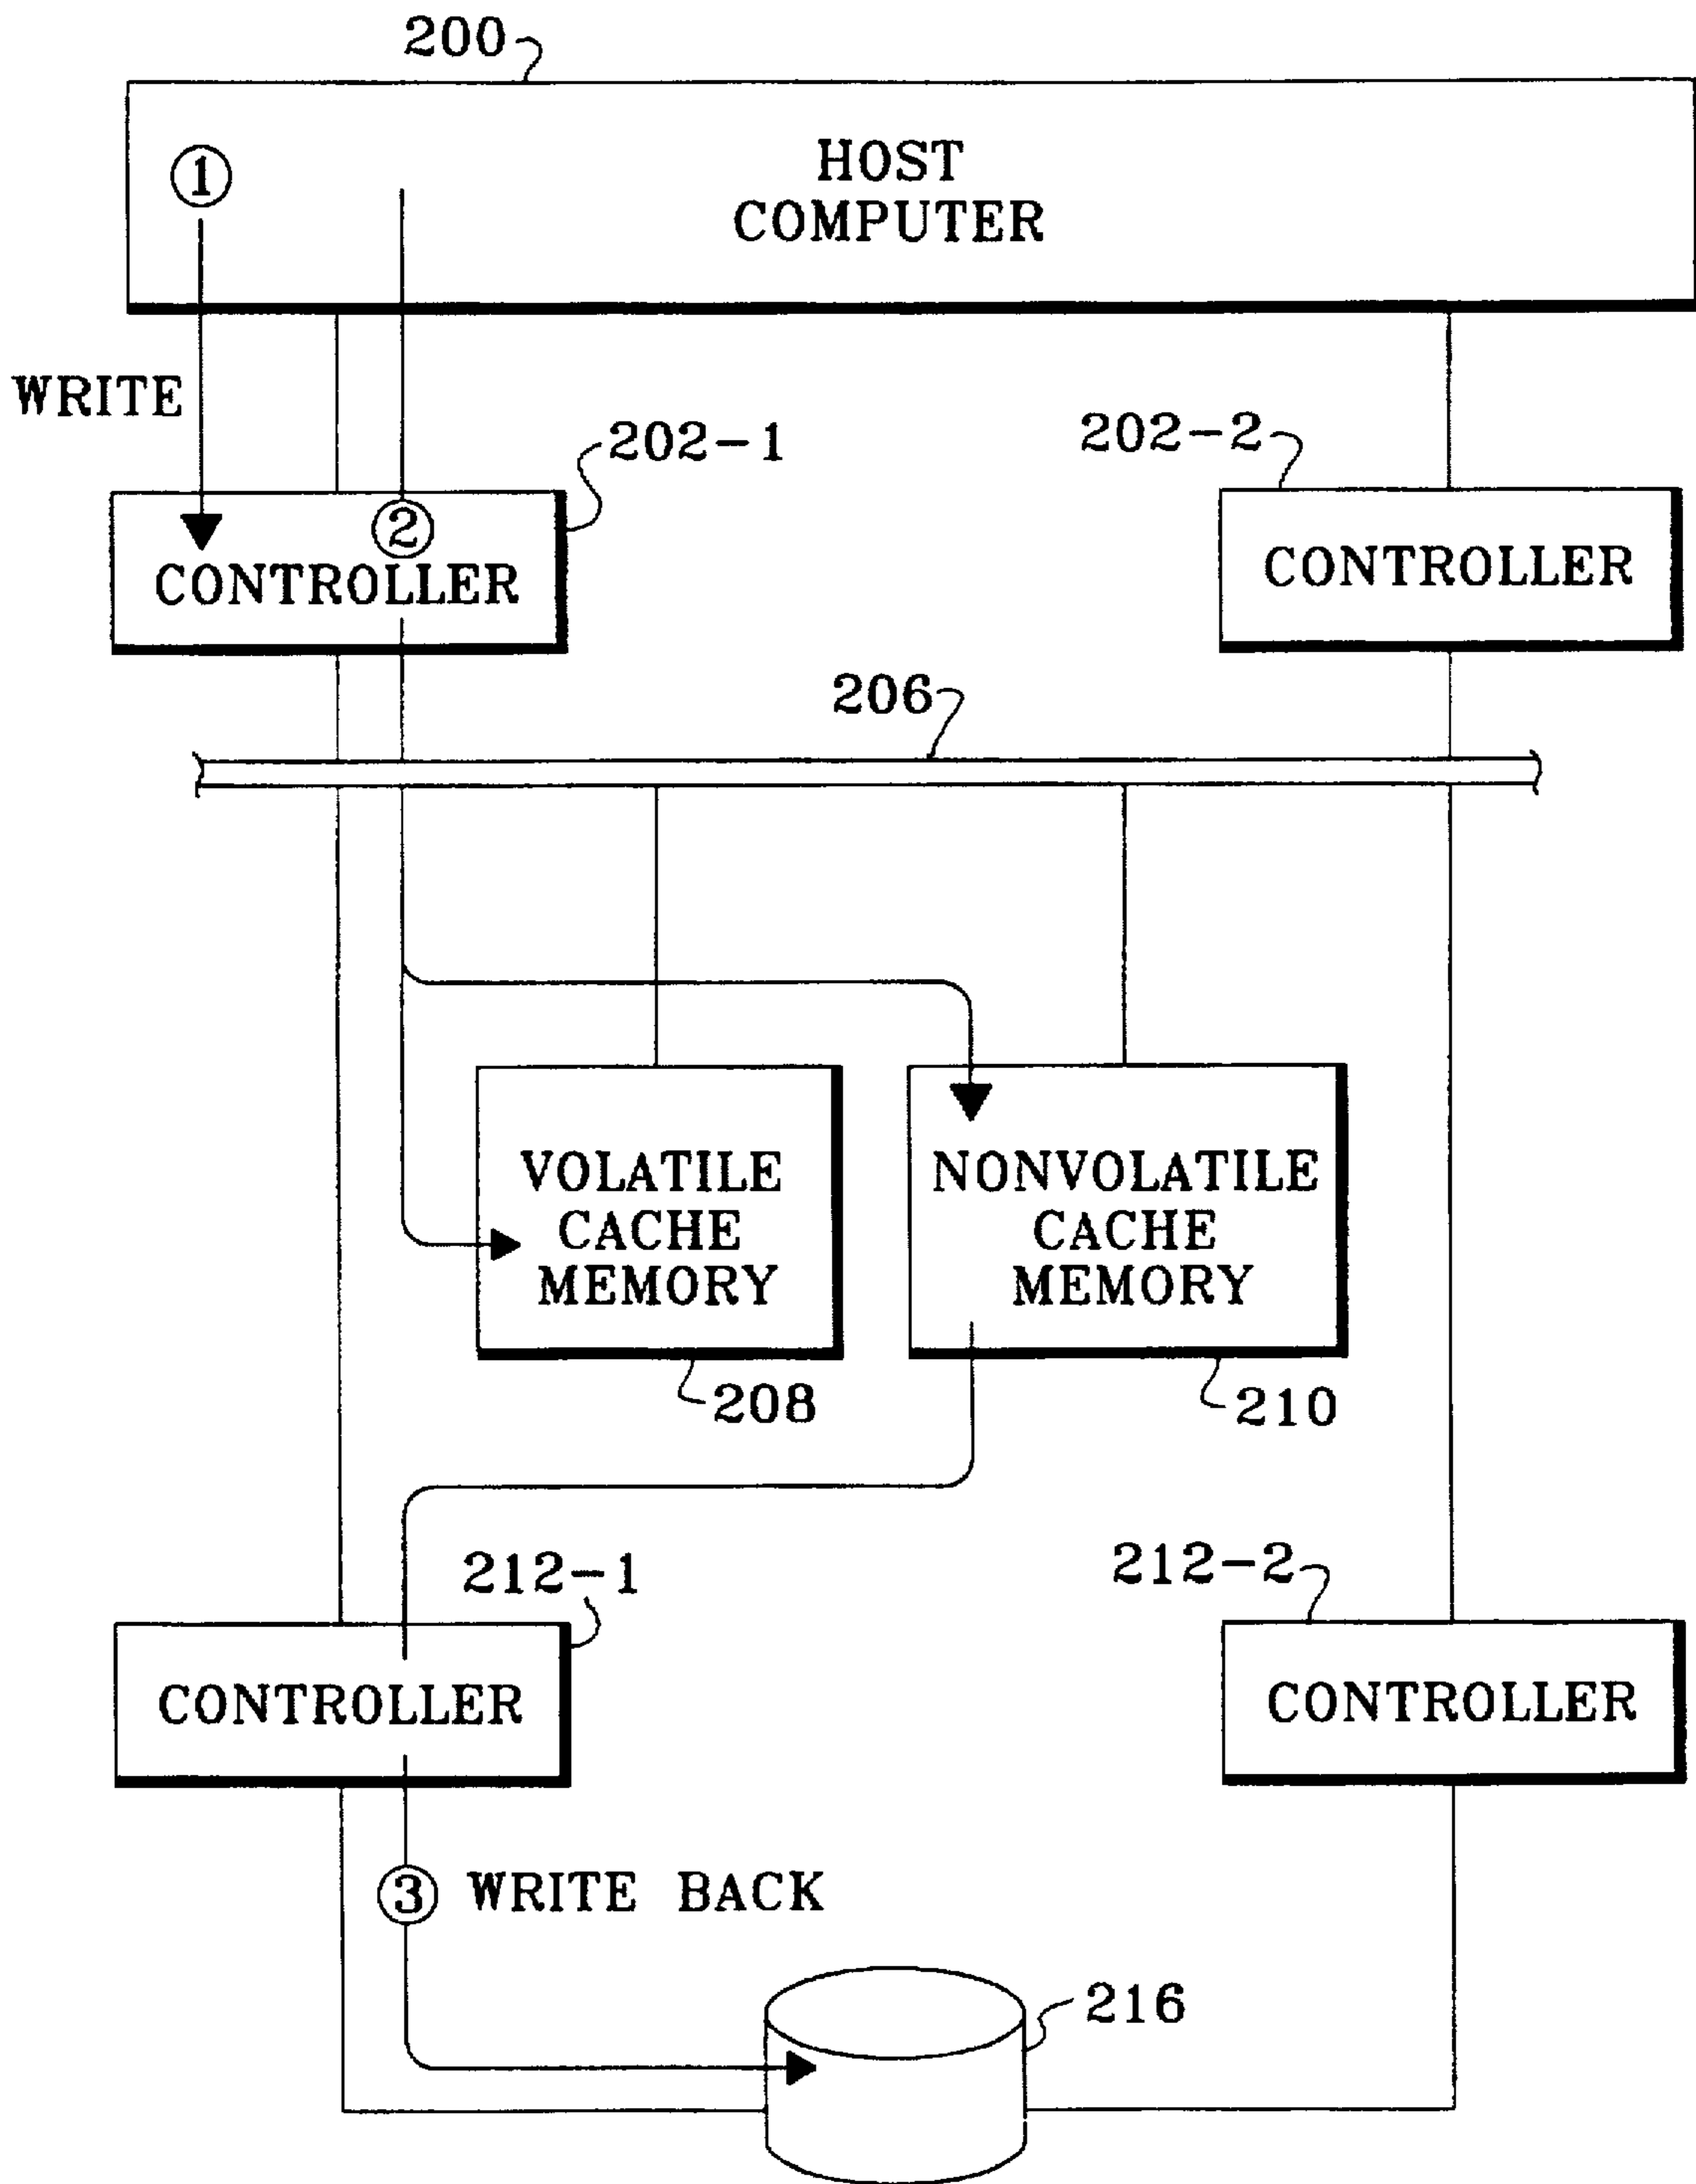 200
HOST
COMPUTER
①
WRITE
202-1
202-2
②
CONTROLLER
CONTROLLER
206
VOLATILE
CACHE
MEMORY
NONVOLATILE
CACHE
MEMORY
208
210
212-1
212-2
CONTROLLER
CONTROLLER
③ WRITE BACK
216